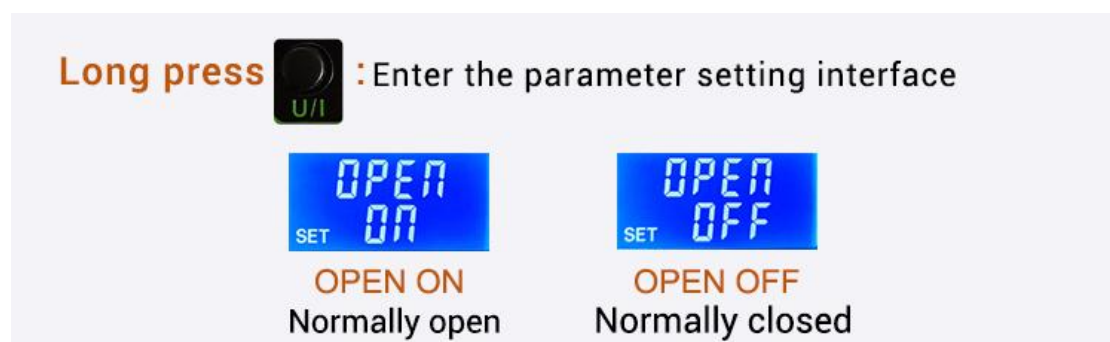 Long press U/I : Enter the parameter setting interface
OPEN OPEN
SET ON SET OFF
OPEN ON OPEN OFF
Normally open Normally closed